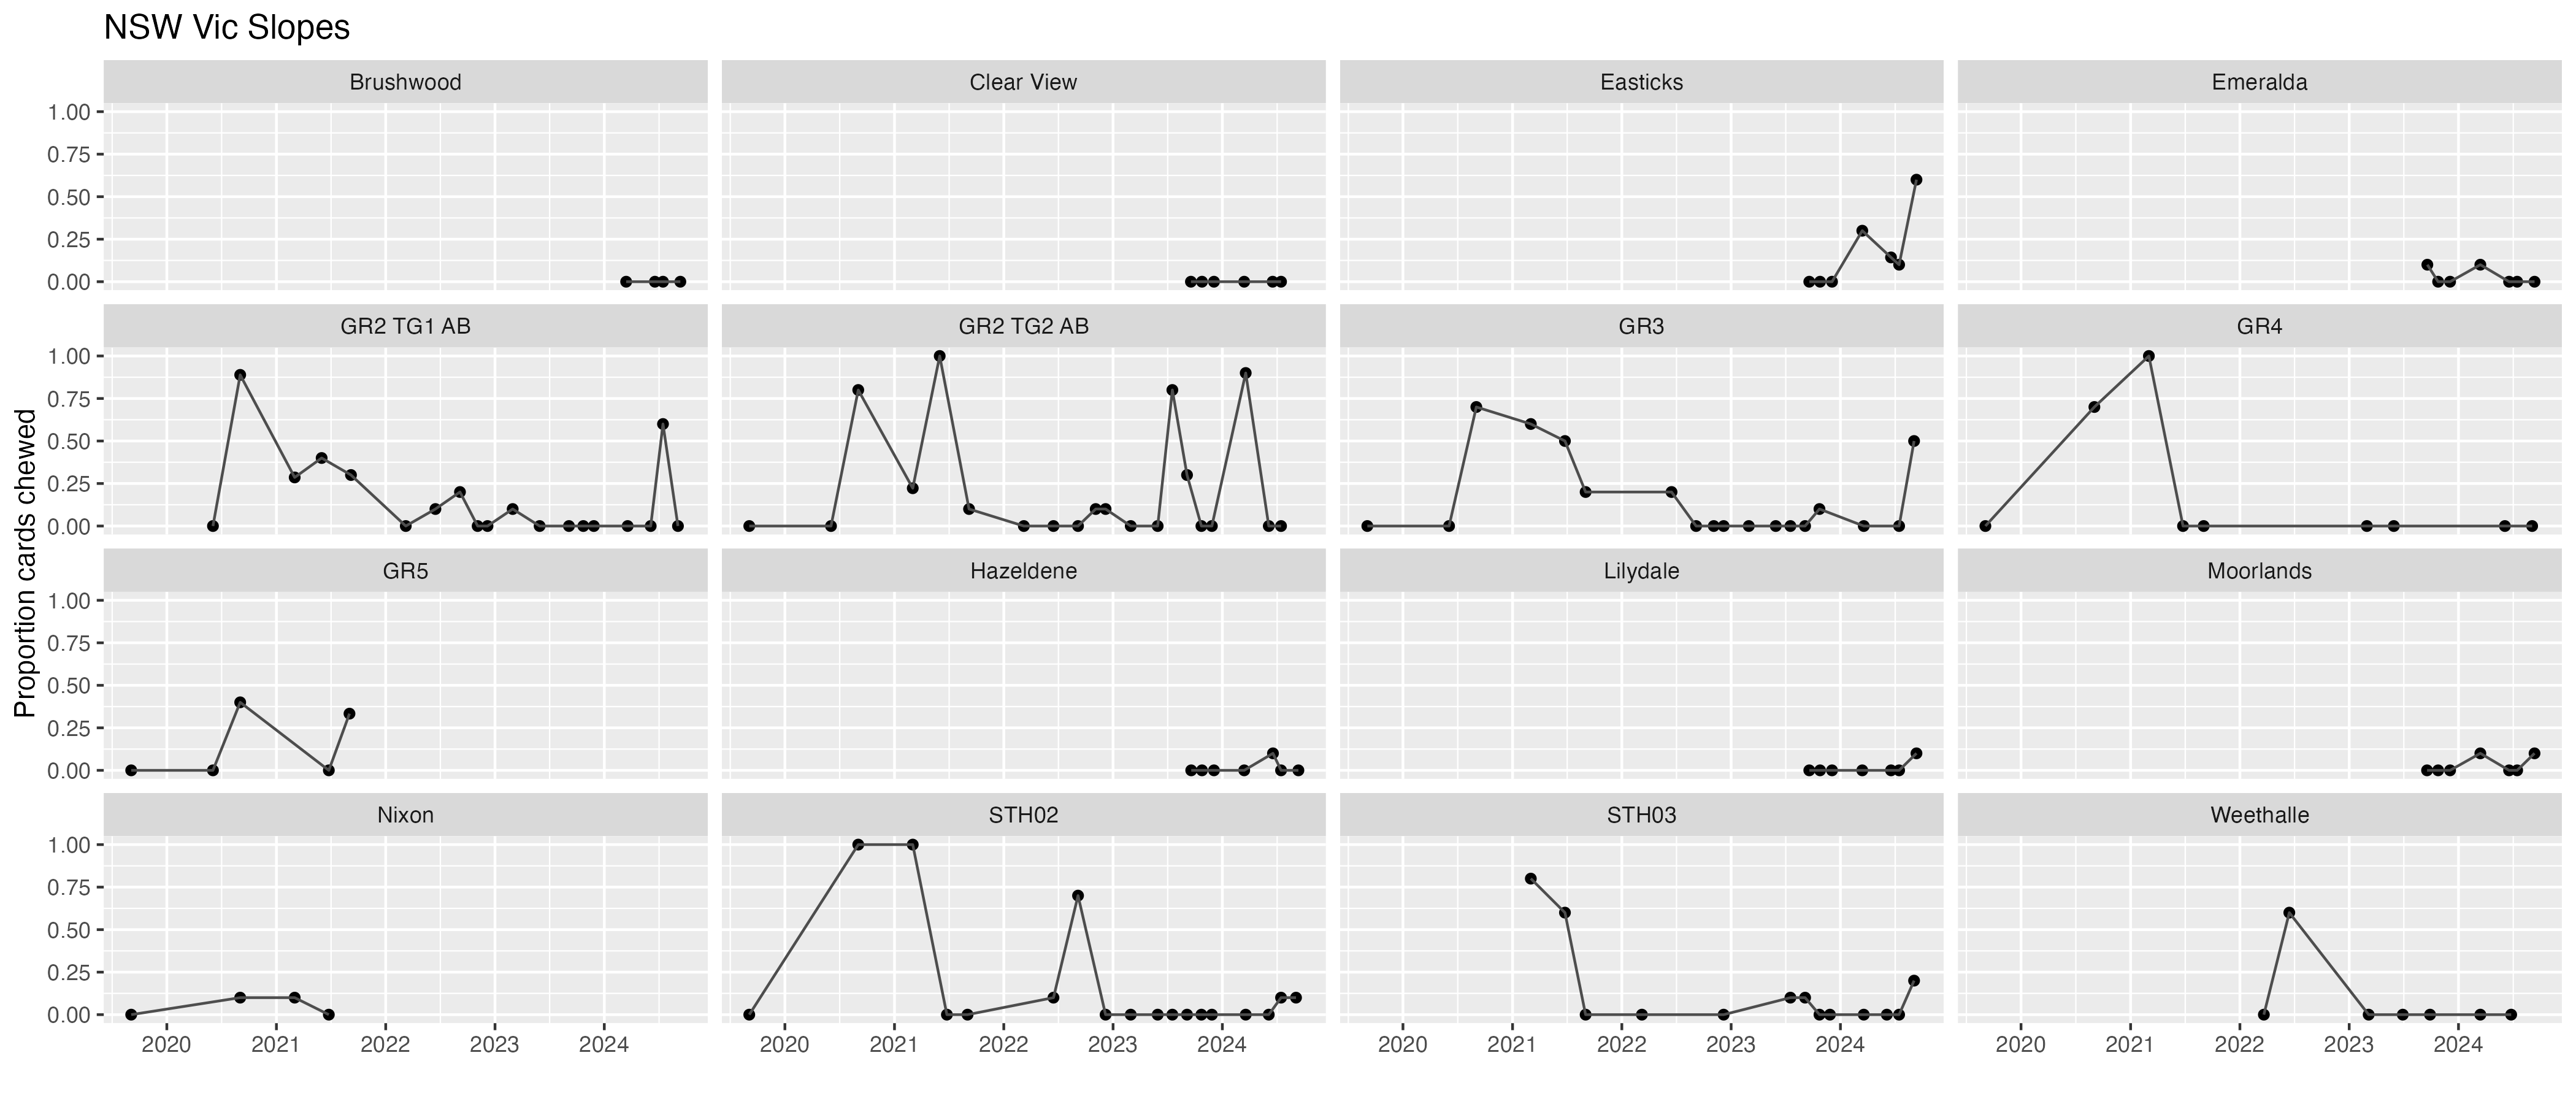 NSW Vic Slopes
Brushwood Clear View Easticks Emeralda
1.00
0.75
0.50
0.25
0.00
GR2 TG1 AB GR2 TG2 AB GR3 GR4
1.00
0.75
0.50
0.25
0.00
Proportion cards chewed
GR5 Hazeldene Lilydale Moorlands
1.00
0.75
0.50
0.25
0.00
Nixon STH02 STH03 Weethalle
1.00
0.75
0.50
0.25
0.00
2020 2021 2022 2023 2024 2020 2021 2022 2023 2024 2020 2021 2022 2023 2024 2020 2021 2022 2023 2024